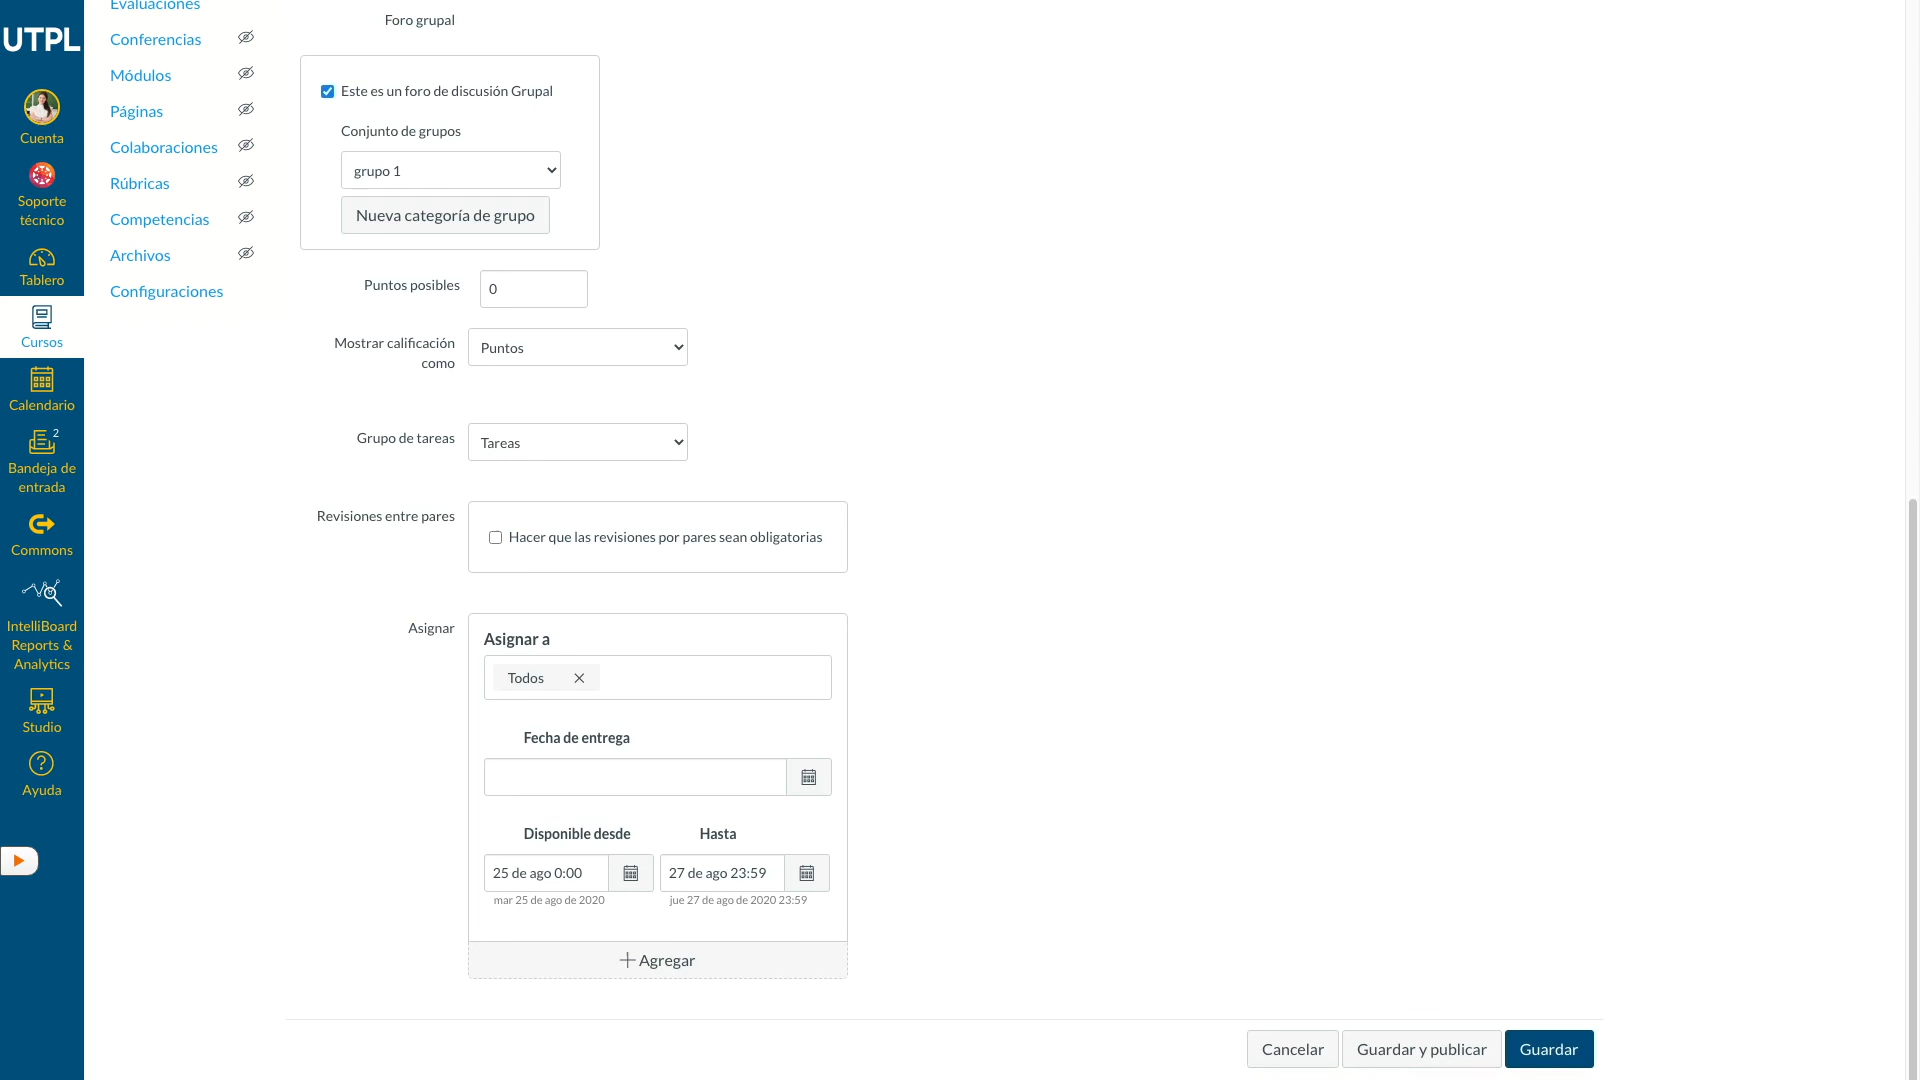 UTPL
Cuenta
Soporte
técnico
Tablero
Cursos
Calendario
2
Bandeja de
entrada
Commons
IntelliBoard
Reports &
Analytics
Studio
Ayuda
Evaluaciones
Conferencias
Módulos
Páginas
Colaboraciones
Rúbricas
Competencias
Archivos
Configuraciones
Foro grupal
Este es un foro de discusión Grupal
Conjunto de grupos
grupo 1
Nueva categoría de grupo
Puntos posibles
0
Mostrar calificación
como
Puntos
Grupo de tareas
Tareas
Revisiones entre pares
Hacer que las revisiones por pares sean obligatorias
Asignar
Asignar a
Todos
Fecha de entrega
Disponible desde
Hasta
25 de ago 0:00
27 de ago 23:59
mar 25 de ago de 2020
jue 27 de ago de 2020 23:59
Agregar
Cancelar
Guardar y publicar
Guardar